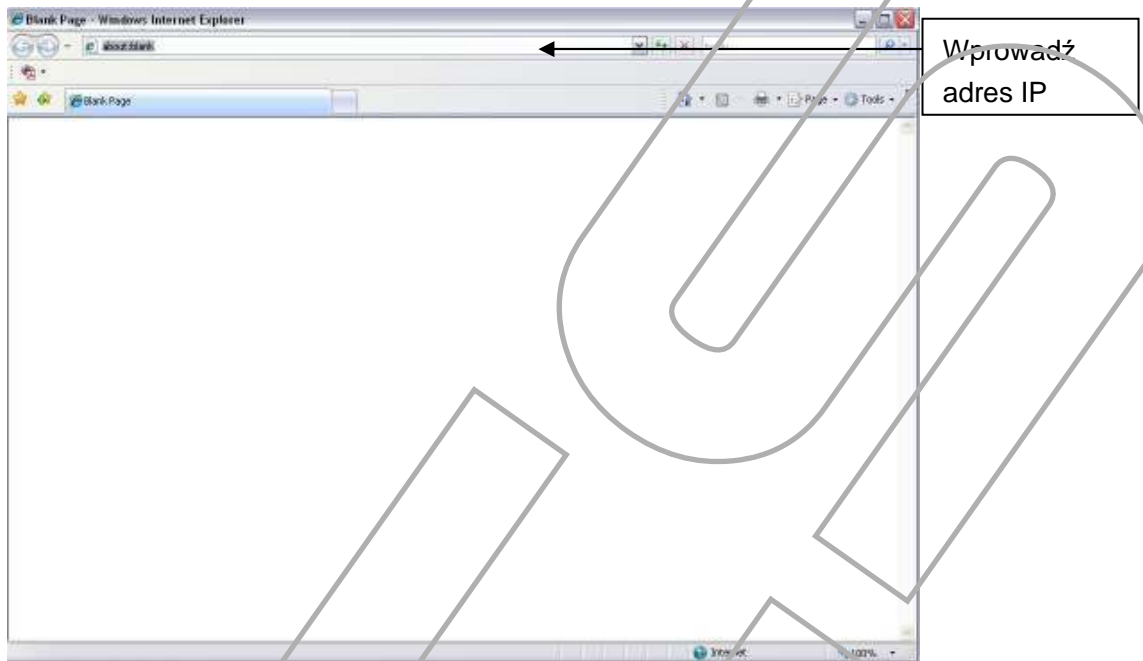 Blank Page - Windows Internet Explorer
about:blank
Wprowadź
adres IP
Blank Page
Page
Tools
Internet
100%